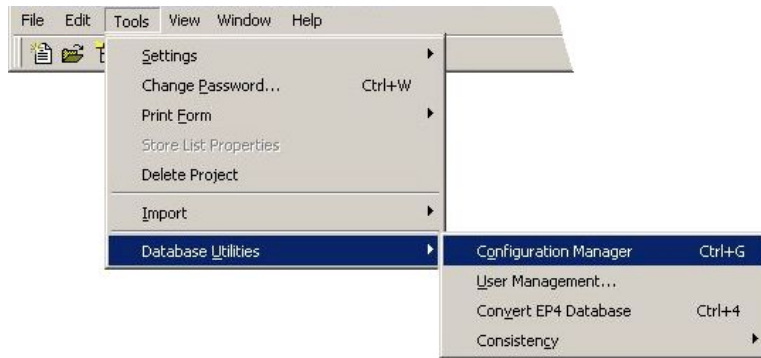 File Edit Tools View Window Help
Settings
Change Password... Ctrl+W
Print Form
Store List Properties
Delete Project
Import
Database Utilities
Configuration Manager Ctrl+G
User Management...
Convert EP4 Database Ctrl+4
Consistency